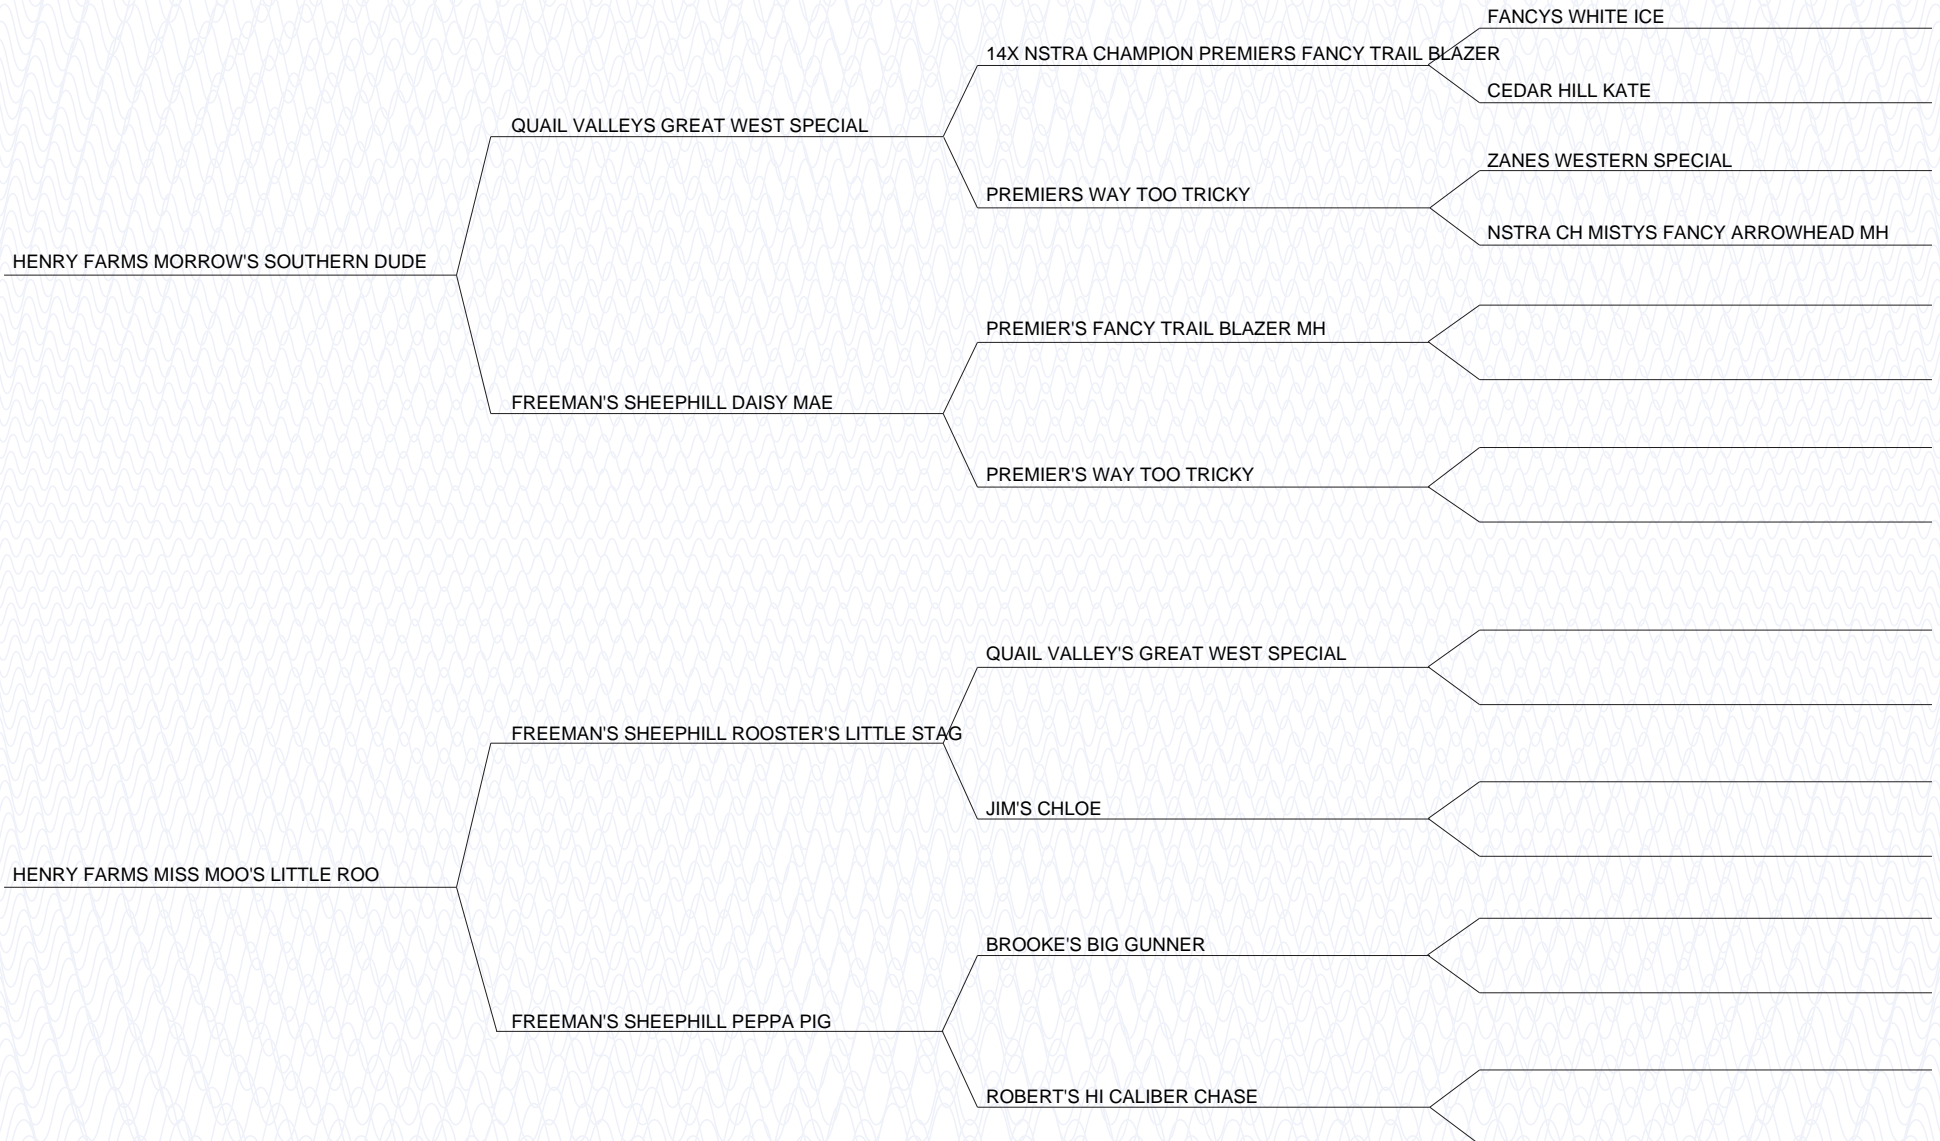 FANCYS WHITE ICE
14X NSTRA CHAMPION PREMIERS FANCY TRAIL BLAZER
CEDAR HILL KATE
QUAIL VALLEYS GREAT WEST SPECIAL
ZANES WESTERN SPECIAL
PREMIERS WAY TOO TRICKY
NSTRA CH MISTYS FANCY ARROWHEAD MH
HENRY FARMS MORROW'S SOUTHERN DUDE
PREMIER'S FANCY TRAIL BLAZER MH
FREEMAN'S SHEEPHILL DAISY MAE
PREMIER'S WAY TOO TRICKY
QUAIL VALLEY'S GREAT WEST SPECIAL
FREEMAN'S SHEEPHILL ROOSTER'S LITTLE STAG
JIM'S CHLOE
HENRY FARMS MISS MOO'S LITTLE ROO
BROOKE'S BIG GUNNER
FREEMAN'S SHEEPHILL PEPPA PIG
ROBERT'S HI CALIBER CHASE